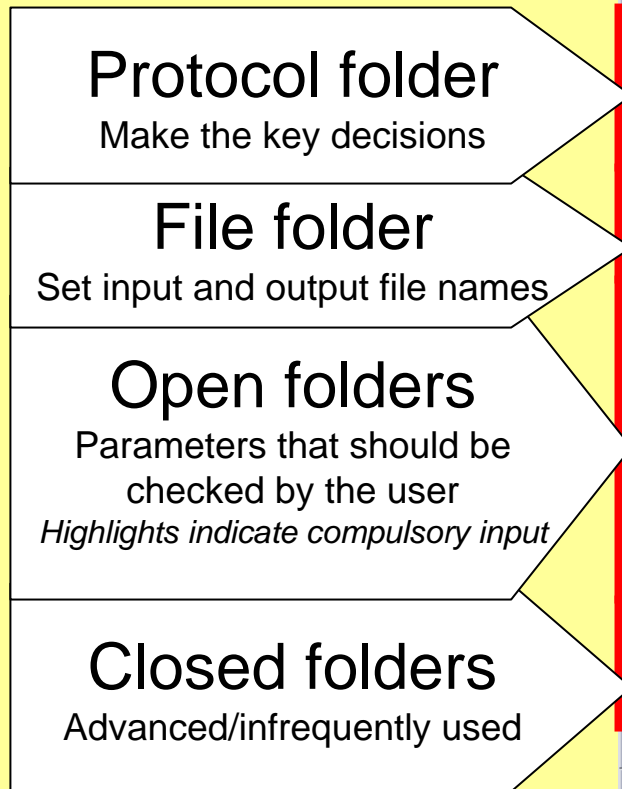 Protocol folder
Make the key decisions
File folder
Set input and output file names
Open folders
Parameters that should be
checked by the user
Highlights indicate compulsory input
Closed folders
Advanced/infrequently used